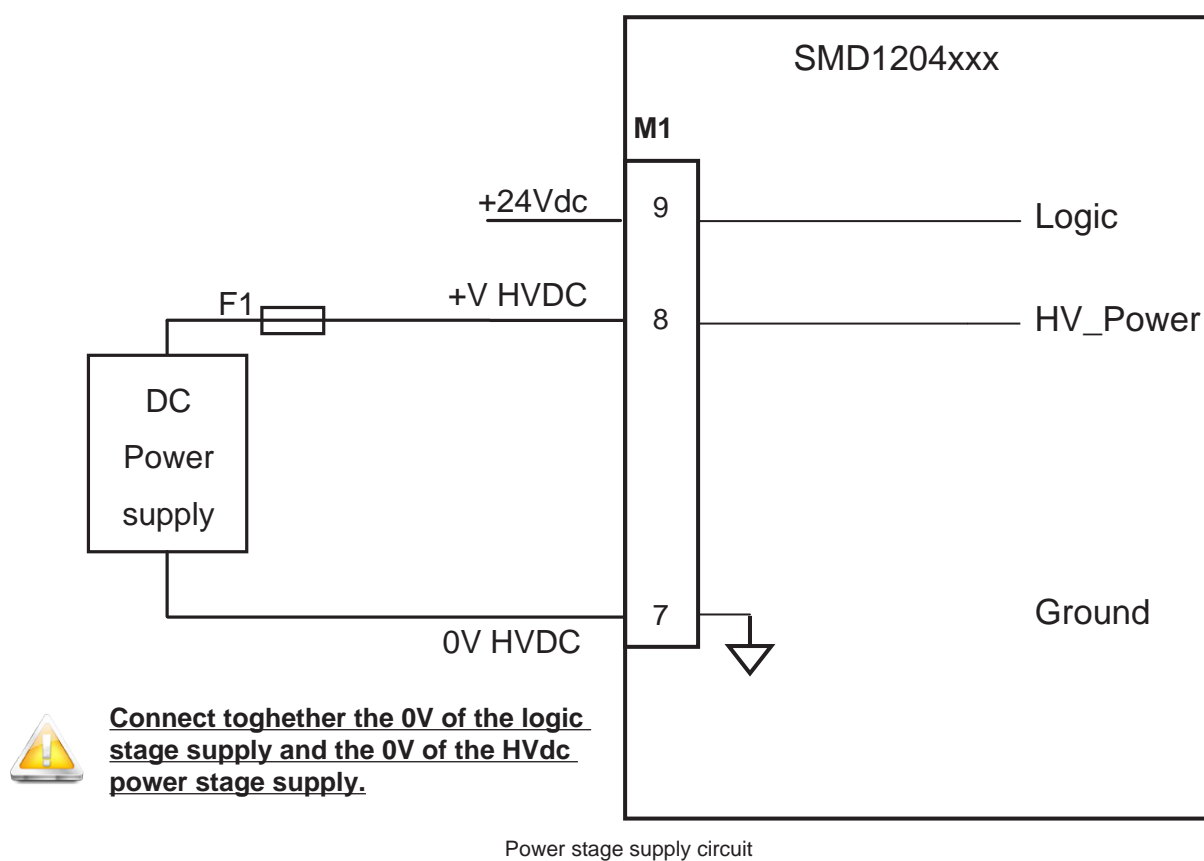 SMD1204xxx
M1
+24Vdc
9
Logic
F1
+V HVDC
8
HV_Power
DC
Power
supply
7
Ground
0V HVDC
Connect toghether the 0V of the logic
stage supply and the 0V of the HVdc
power stage supply.
Power stage supply circuit